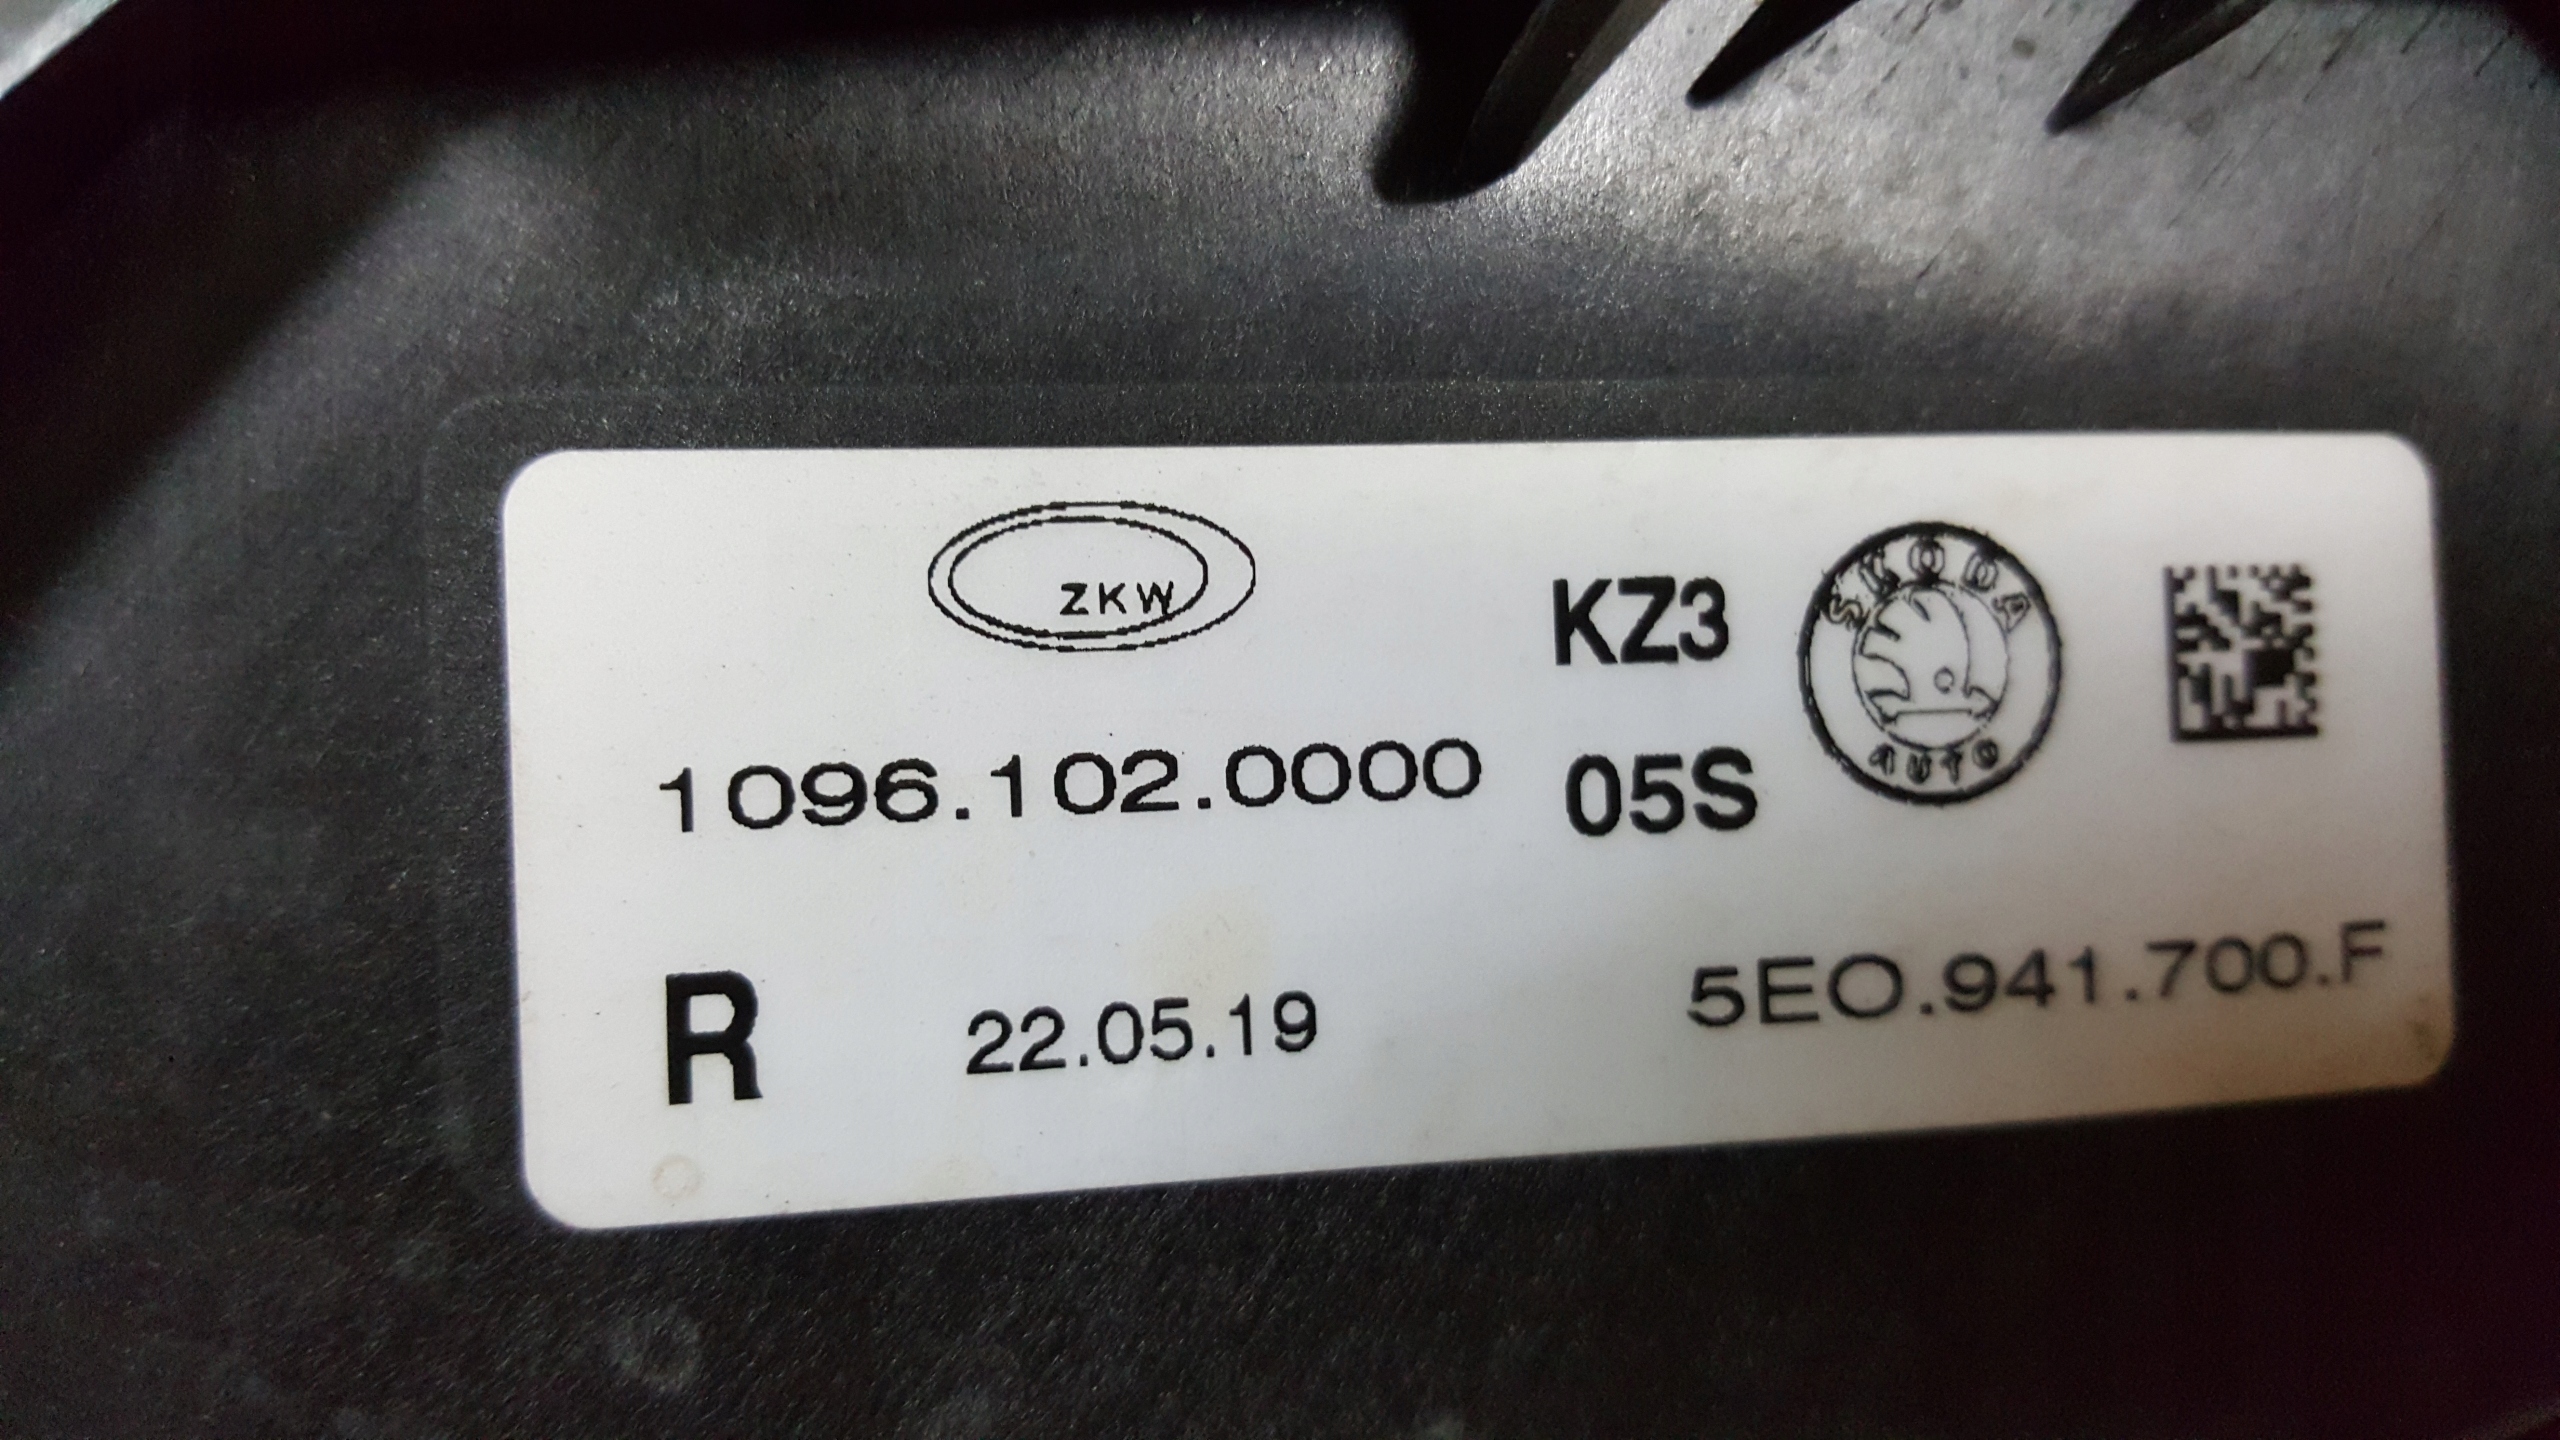 ZKW
KZ3
SKODA
AUTO
1096.102.0000 05S
R 22.05.19 5E0.941.700.F